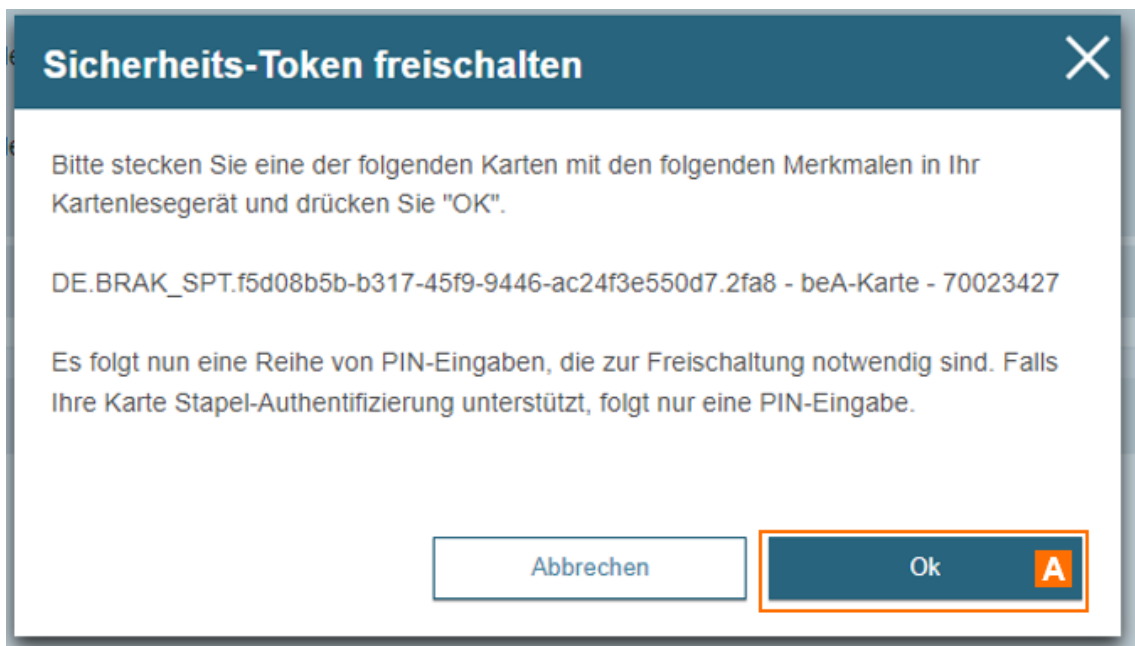 Sicherheits-Token freischalten
Bitte stecken Sie eine der folgenden Karten mit den folgenden Merkmalen in Ihr
Kartenlesegerät und drücken Sie "OK".
DE.BRAK_SPT.f5d08b5b-b317-45f9-9446-ac24f3e550d7.2fa8 - beA-Karte - 70023427
Es folgt nun eine Reihe von PIN-Eingaben, die zur Freischaltung notwendig sind. Falls
Ihre Karte Stapel-Authentifizierung unterstützt, folgt nur eine PIN-Eingabe.
Abbrechen
Ok A